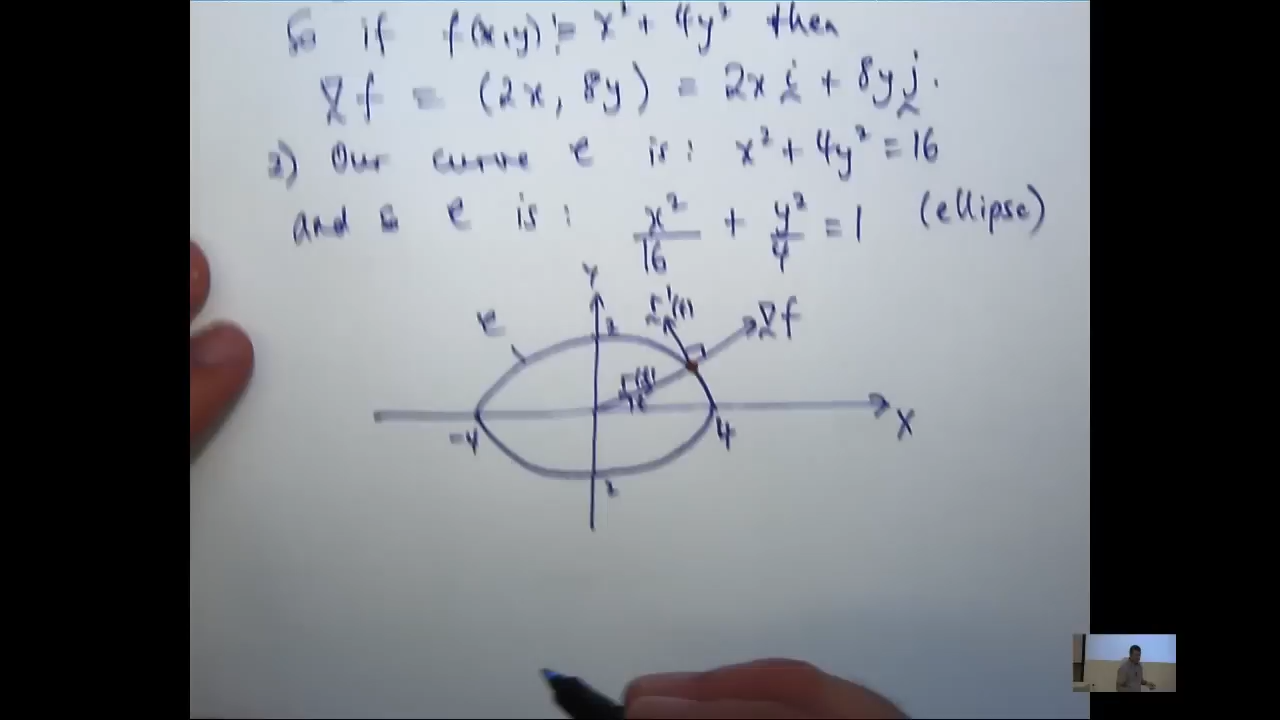 So if f(x,y) := x² + 4y² then
∇f = (2x, 8y) = 2x i + 8y j.
2) Our curve C is: x² + 4y² = 16
and so C is: x²/16 + y²/4 = 1 (ellipse)
y
C
2
r'(t)
∇f
r(t)
-4
4
x
2